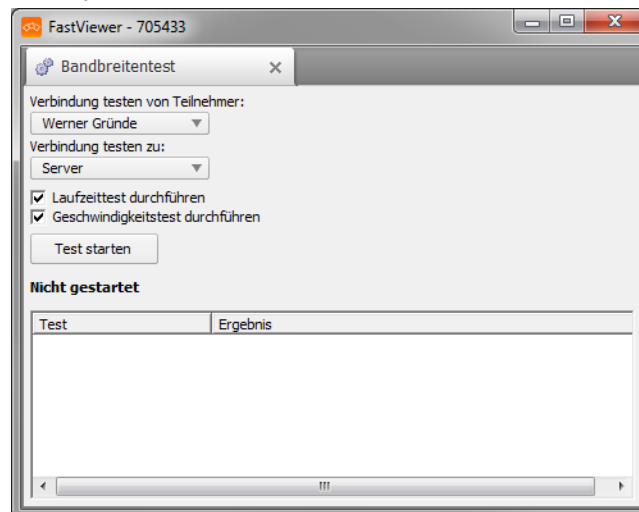 FastViewer - 705433
Bandbreitentest
Verbindung testen von Teilnehmer:
Werner Gründe
Verbindung testen zu:
Server
Laufzeittest durchführen
Geschwindigkeitstest durchführen
Test starten
Nicht gestartet
Test Ergebnis